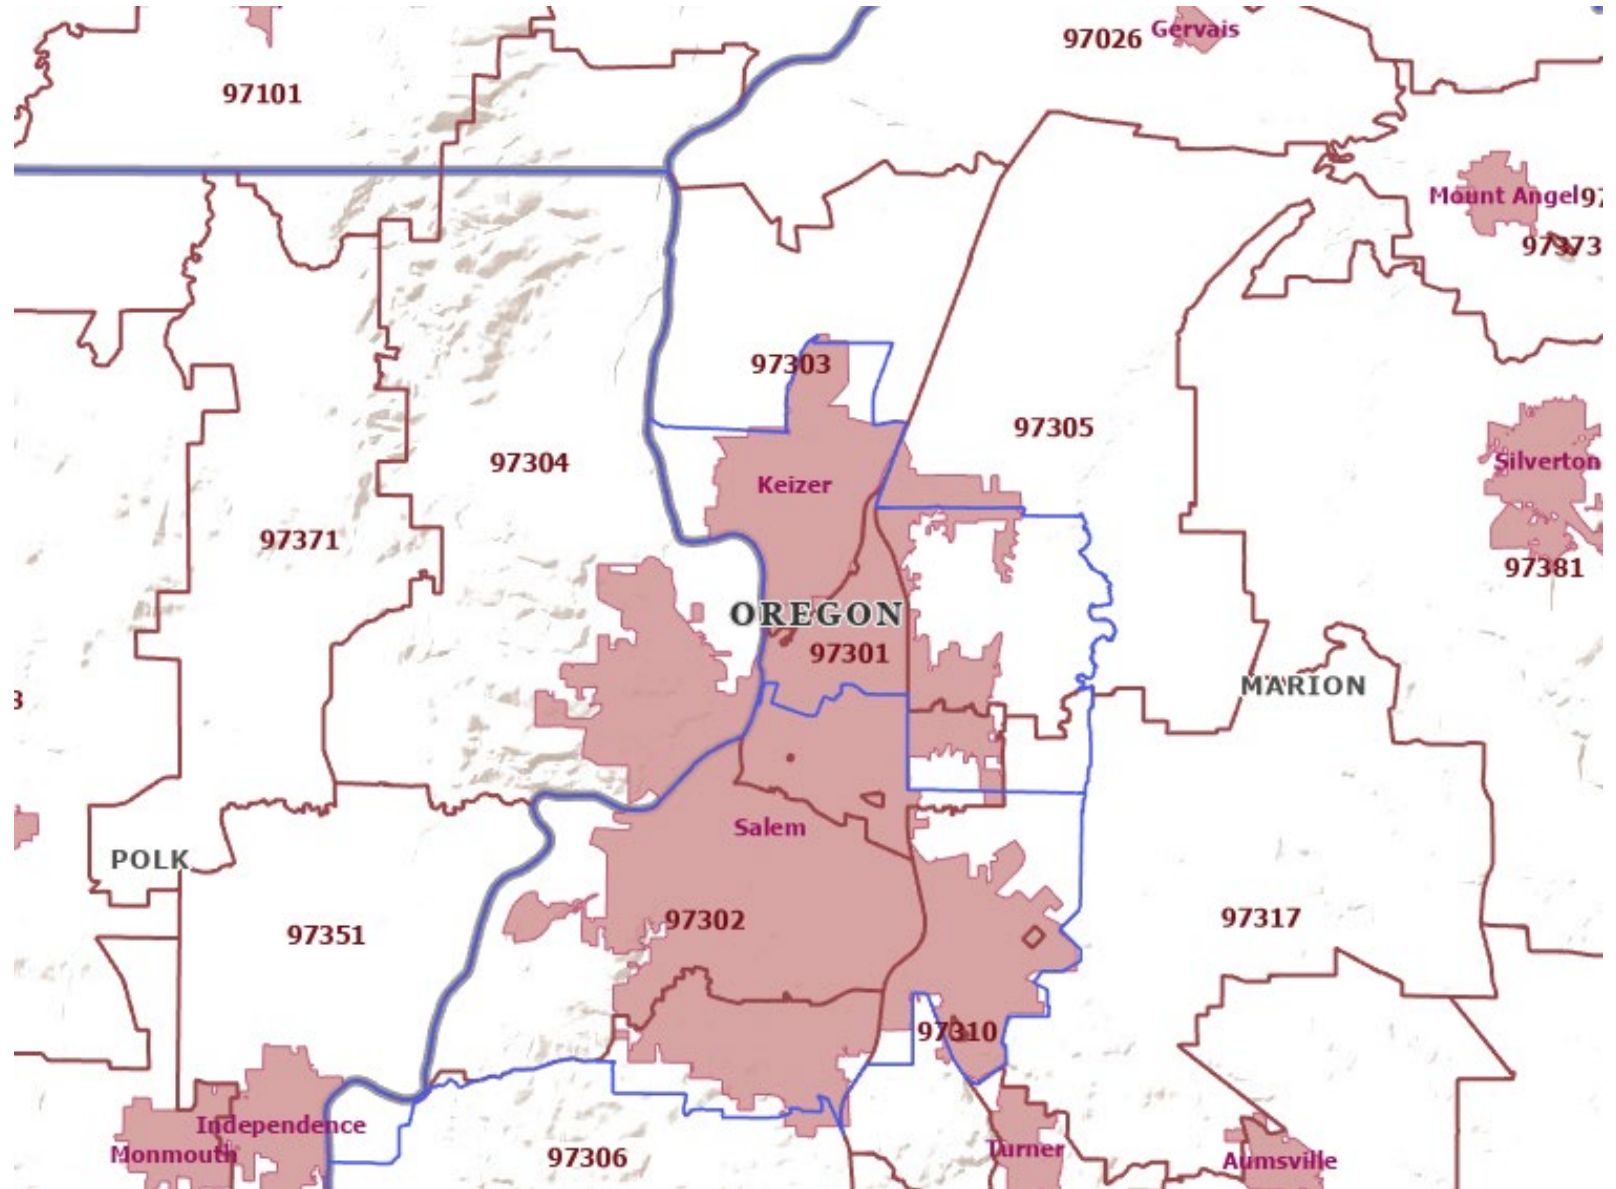 Gervais
97026
97101
Mount Angel
97373
97303
97305
97304
Silverton
Keizer
97371
97381
OREGON
97301
MARION
Salem
POLK
97302
97317
97351
97310
Independence
Turner
Monmouth
97306
Aumsville